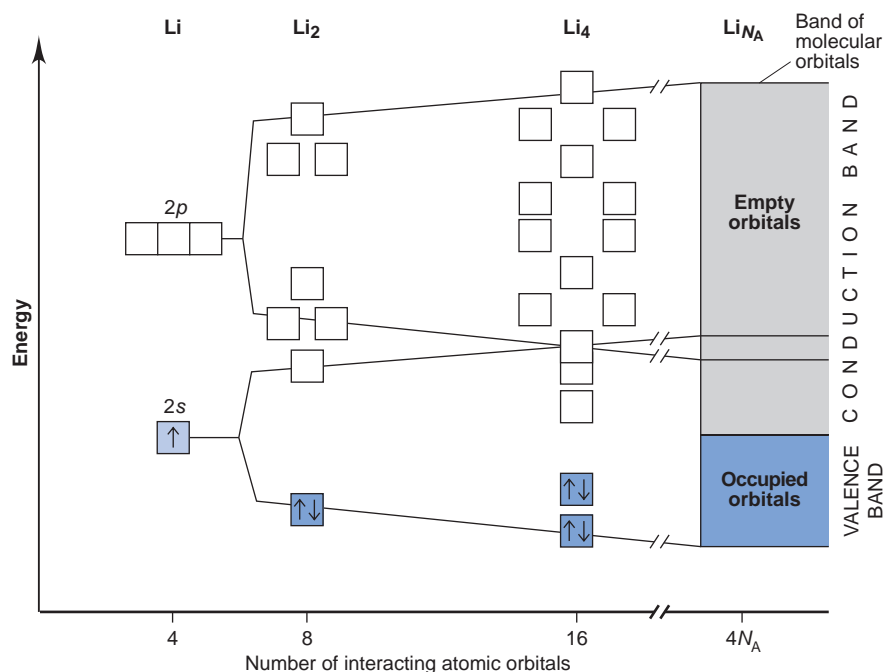 Li
Li2
Li4
LiNA
Band of
molecular
orbitals
2p
2s
↑
↑↓
↑↓
↑↓
Empty
orbitals
Occupied
orbitals
CONDUCTION BAND
VALENCE
BAND
Energy
4
8
16
4NA
Number of interacting atomic orbitals